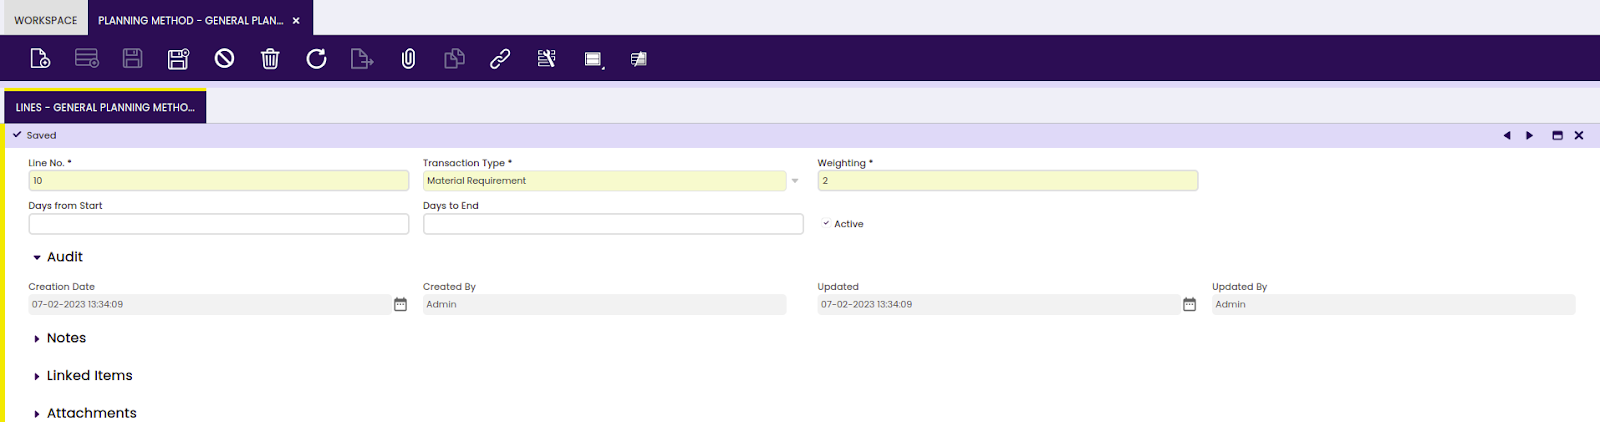 WORKSPACE
PLANNING METHOD - GENERAL PLAN...
LINES - GENERAL PLANNING METHO...
Saved
Line No. * Transaction Type * Weighting *
10 Material Requirement 2
Days from Start Days to End
Active
Audit
Creation Date Created By Updated Updated By
07-02-2023 13:34:09 Admin 07-02-2023 13:34:09 Admin
Notes
Linked Items
Attachments